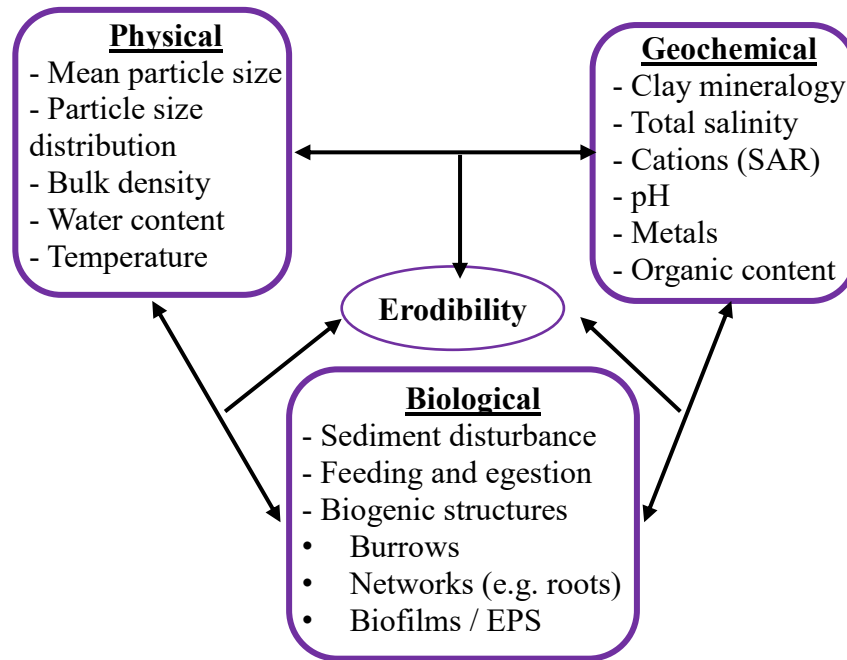 Physical
- Mean particle size
- Particle size
distribution
- Bulk density
- Water content
- Temperature
Geochemical
- Clay mineralogy
- Total salinity
- Cations (SAR)
- pH
- Metals
- Organic content
Erodibility
Biological
- Sediment disturbance
- Feeding and egestion
- Biogenic structures
• Burrows
• Networks (e.g. roots)
• Biofilms / EPS